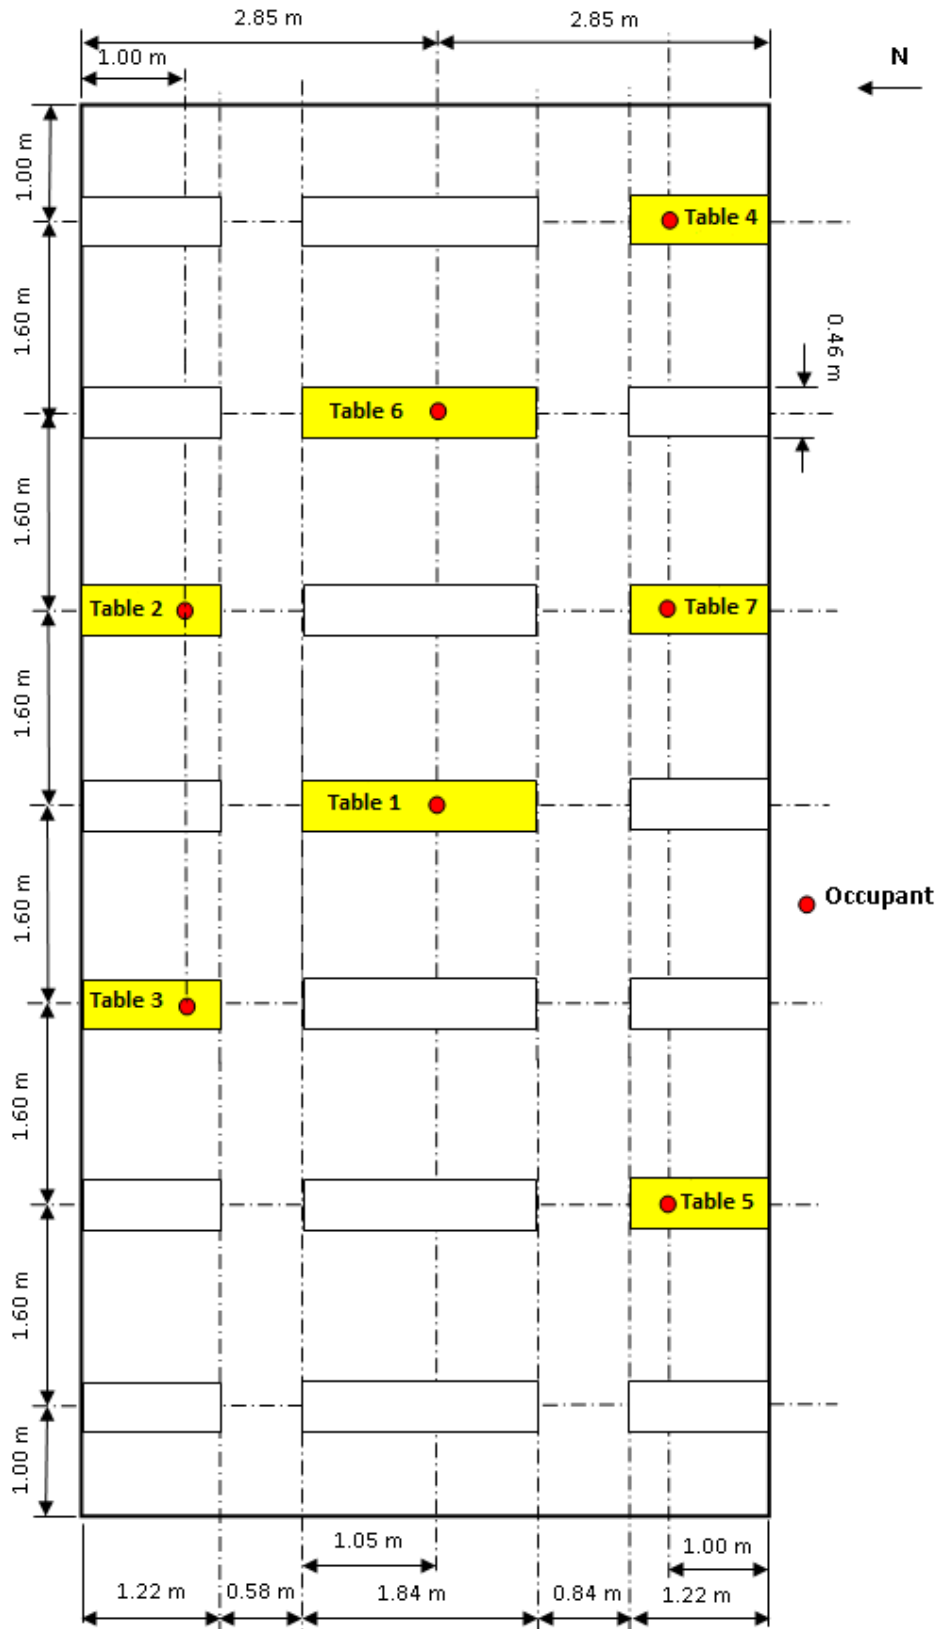 2.85 m
2.85 m
1.00 m
N
1.00 m
Table 4
1.60 m
0.46 m
Table 6
1.60 m
Table 2
Table 7
1.60 m
Table 1
Occupant
1.60 m
Table 3
1.60 m
Table 5
1.60 m
1.00 m
1.05 m
1.00 m
1.22 m
0.58 m
1.84 m
0.84 m
1.22 m